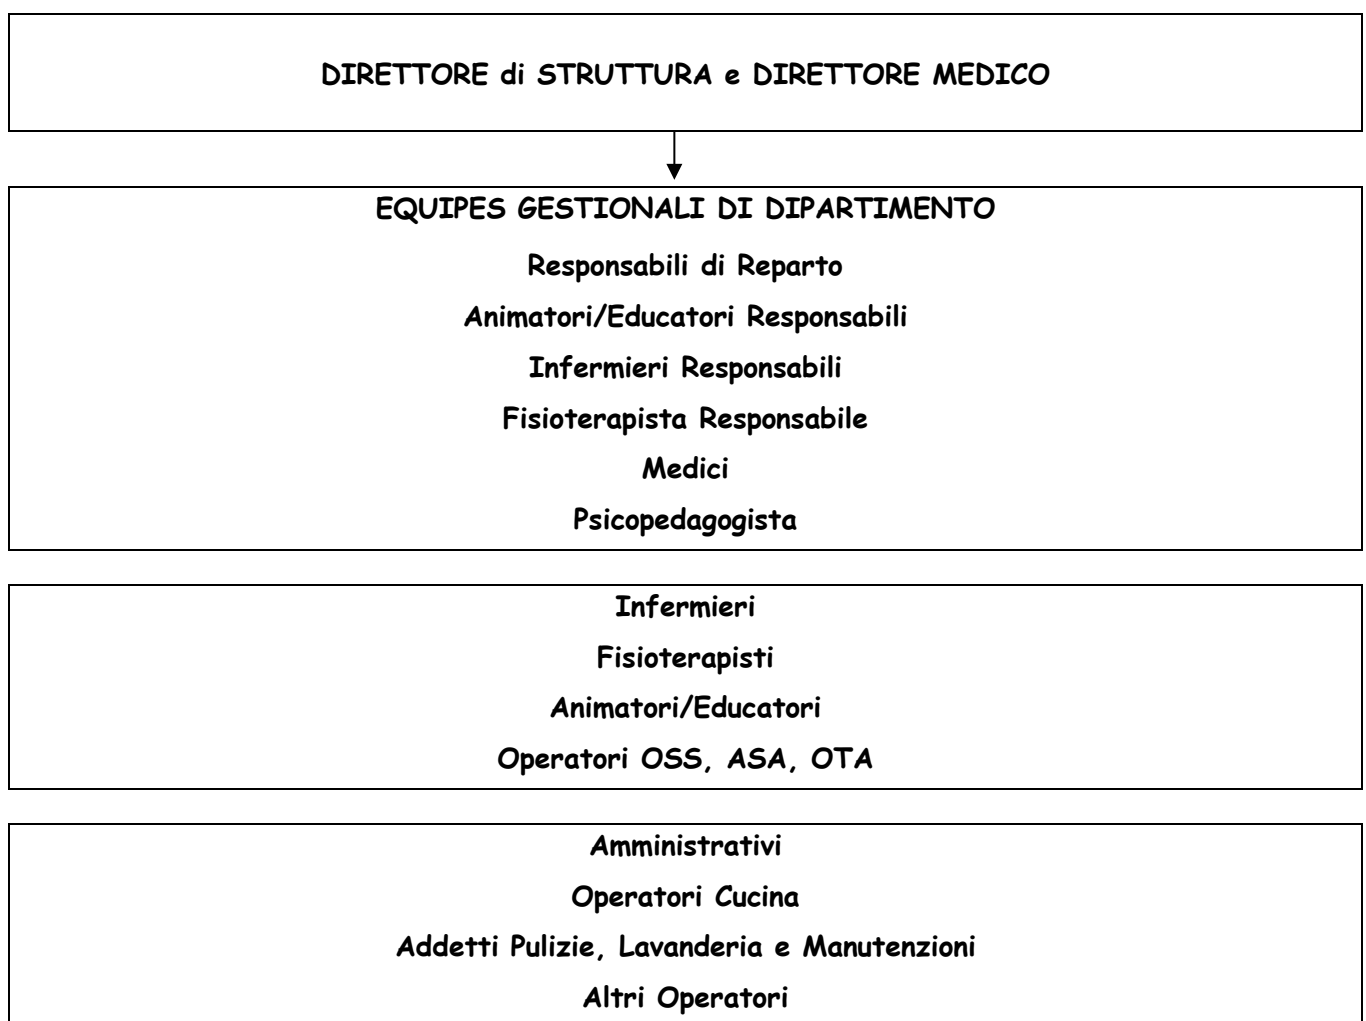 DIRETTORE di STRUTTURA e DIRETTORE MEDICO
EQUIPES GESTIONALI DI DIPARTIMENTO
Responsabili di Reparto
Animatori/Educatori Responsabili
Infermieri Responsabili
Fisioterapista Responsabile
Medici
Psicopedagogista
Infermieri
Fisioterapisti
Animatori/Educatori
Operatori OSS, ASA, OTA
Amministrativi
Operatori Cucina
Addetti Pulizie, Lavanderia e Manutenzioni
Altri Operatori